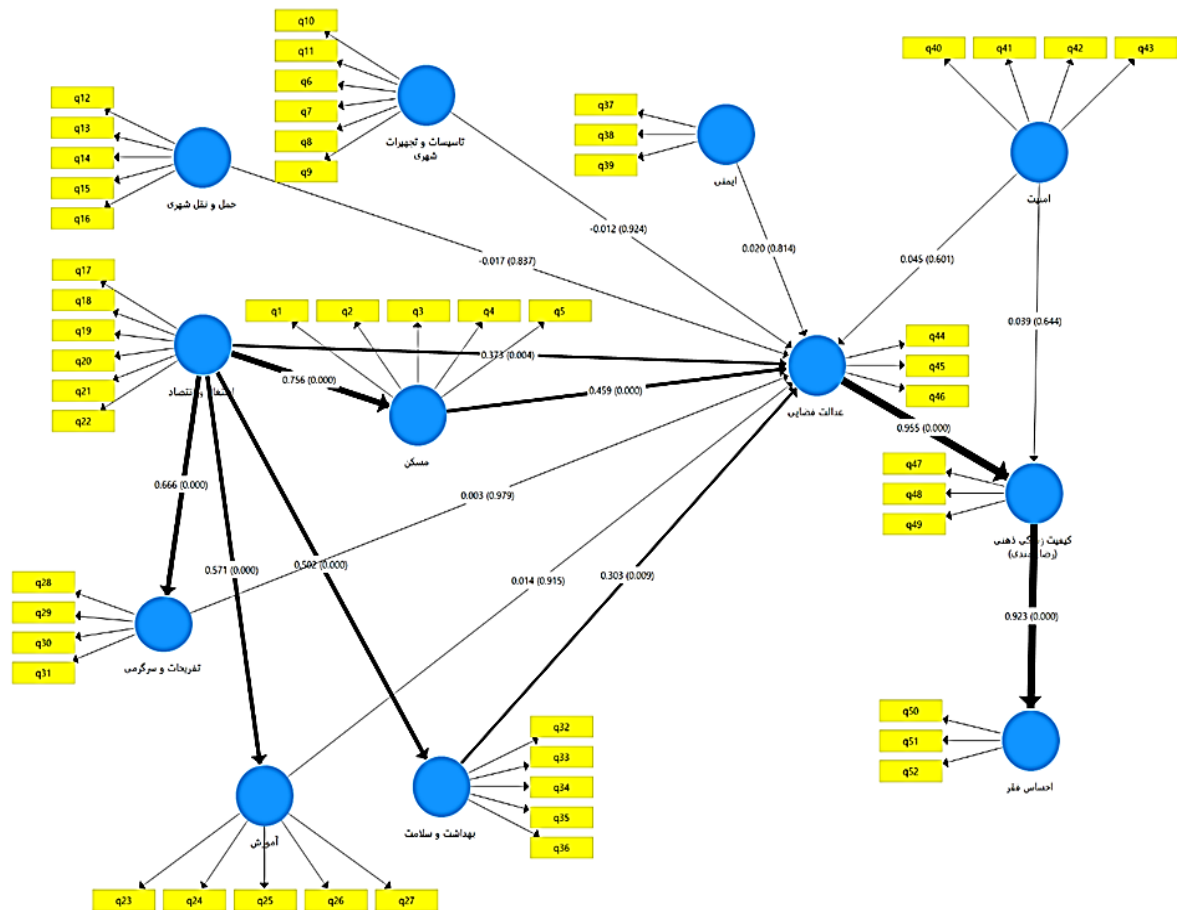 q10
q11
q6
q7
q8
q9
تاسیسات و تجهیزات
شهری
q12
q13
q14
q15
q16
حمل و نقل شهری
q37
q38
q39
ایمنی
q40
q41
q42
q43
امنیت
-0.012 (0.924)
-0.017 (0.837)
0.020 (0.814)
0.045 (0.601)
0.039 (0.644)
q17
q18
q19
q20
q21
q22
اشتغال و اقتصاد
q1
q2
q3
q4
q5
مسکن
0.373 (0.004)
0.756 (0.000)
0.459 (0.000)
q44
q45
q46
عدالت فضایی
0.955 (0.000)
q47
q48
q49
کیفیت زندگی ذهنی
(رضایمندی)
0.666 (0.000)
0.003 (0.979)
0.571 (0.000)
0.502 (0.000)
0.014 (0.915)
0.303 (0.009)
0.923 (0.000)
q28
q29
q30
q31
تفریحات و سرگرمی
q32
q33
q34
q35
q36
بهداشت و سلامت
q50
q51
q52
احساس فقر
آموزش
q23
q24
q25
q26
q27